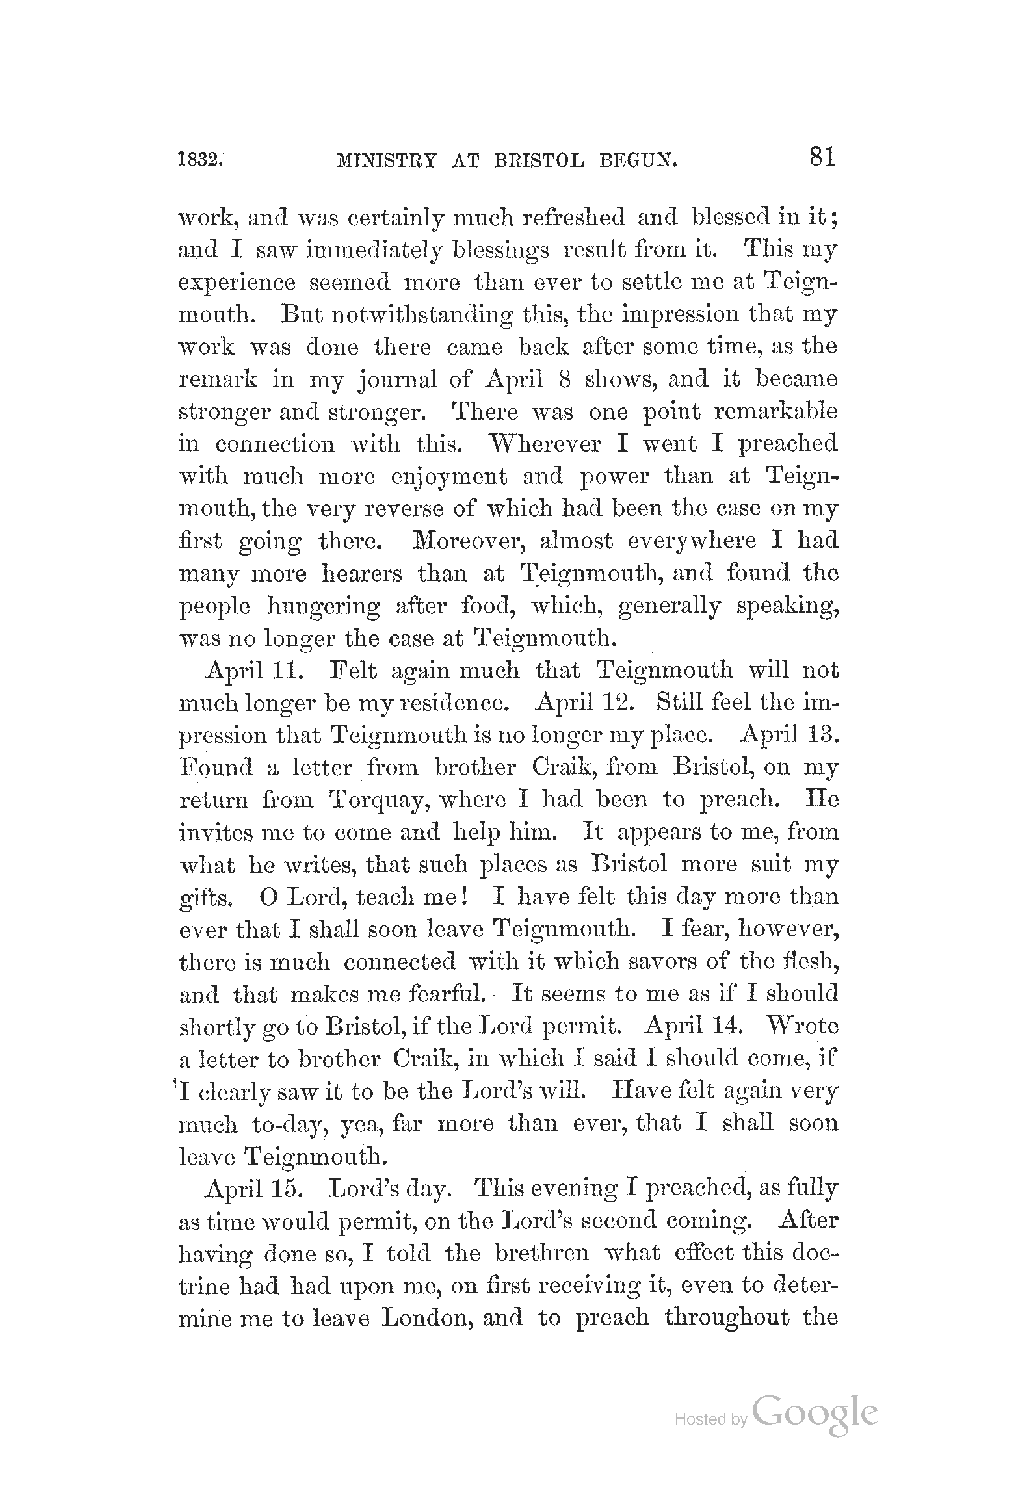 1832. MINISTRY AT BRISTOL BEGUN. 81
work, and was certainly much refreshed and blessed in it;
and I saw immediately blessings result from it. This my
experience seemed more than ever to settle me at Teign-
mouth. But notwithstanding this, the impression that my
work was done there came back after some time, as the
remark in my journal of April 8 shows, and it became
stronger and stronger. There was one point remarkable
in connection with this. Wherever I went I preached
with much more enjoyment and power than at Teign-
mouth, the very reverse of which had been the case on my
first going there. Moreover, almost everywhere I had
many more hearers than at Teignmouth, and found the
people hungering after food, which, generally speaking,
was no longer the case at Teignmouth.
April 11. Felt again much that Teignmouth will not
much longer be my residence. April 12. Still feel the im-
pression that Teignmouth is no longer my place. April 13.
Found a letter from brother Craik, from Bristol, on my
return from Torquay, where I had been to preach. He
invites me to come and help him. It appears to me, from
what he writes, that such places as Bristol more suit my
gifts. O Lord, teach me! I have felt this day more than
ever that I shall soon leave Teignmouth. I fear, however,
there is much connected with it which savors of the flesh,
and that makes me fearful. It seems to me as if I should
shortly go to Bristol, if the Lord permit. April 14. Wrote
a letter to brother Craik, in which I said I should come, if
I clearly saw it to be the Lord's will. Have felt again very
much to-day, yea, far more than ever, that I shall soon
leave Teignmouth.
April 15. Lord's day. This evening I preached, as fully
as time would permit, on the Lord's second coming. After
having done so, I told the brethren what effect this doc-
trine had had upon me, on first receiving it, even to deter-
mine me to leave London, and to preach throughout the
Hosted by Google